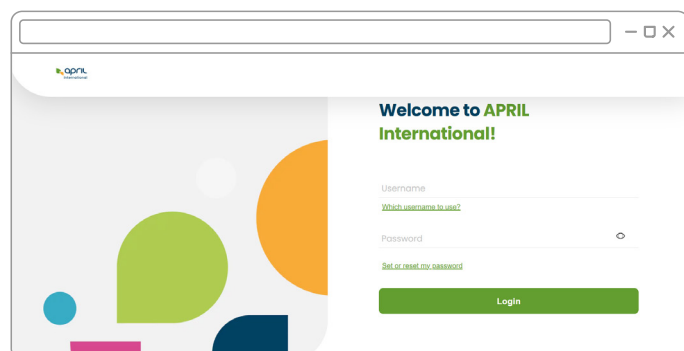 april
international
Welcome to APRIL
International!
Username
Which username to use?
Password
Set or reset my password
Login